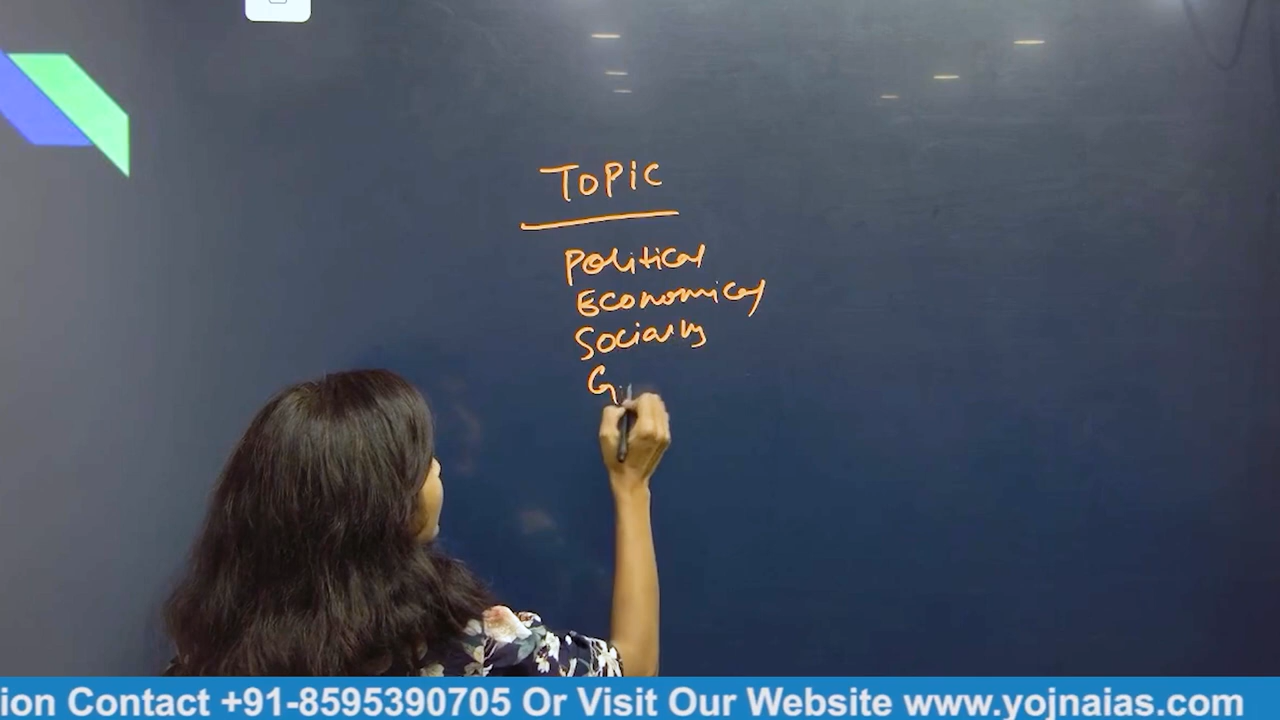 TOPIC
Political
Economical
Socially
G
ion Contact +91-8595390705 Or Visit Our Website www.yojnaias.com